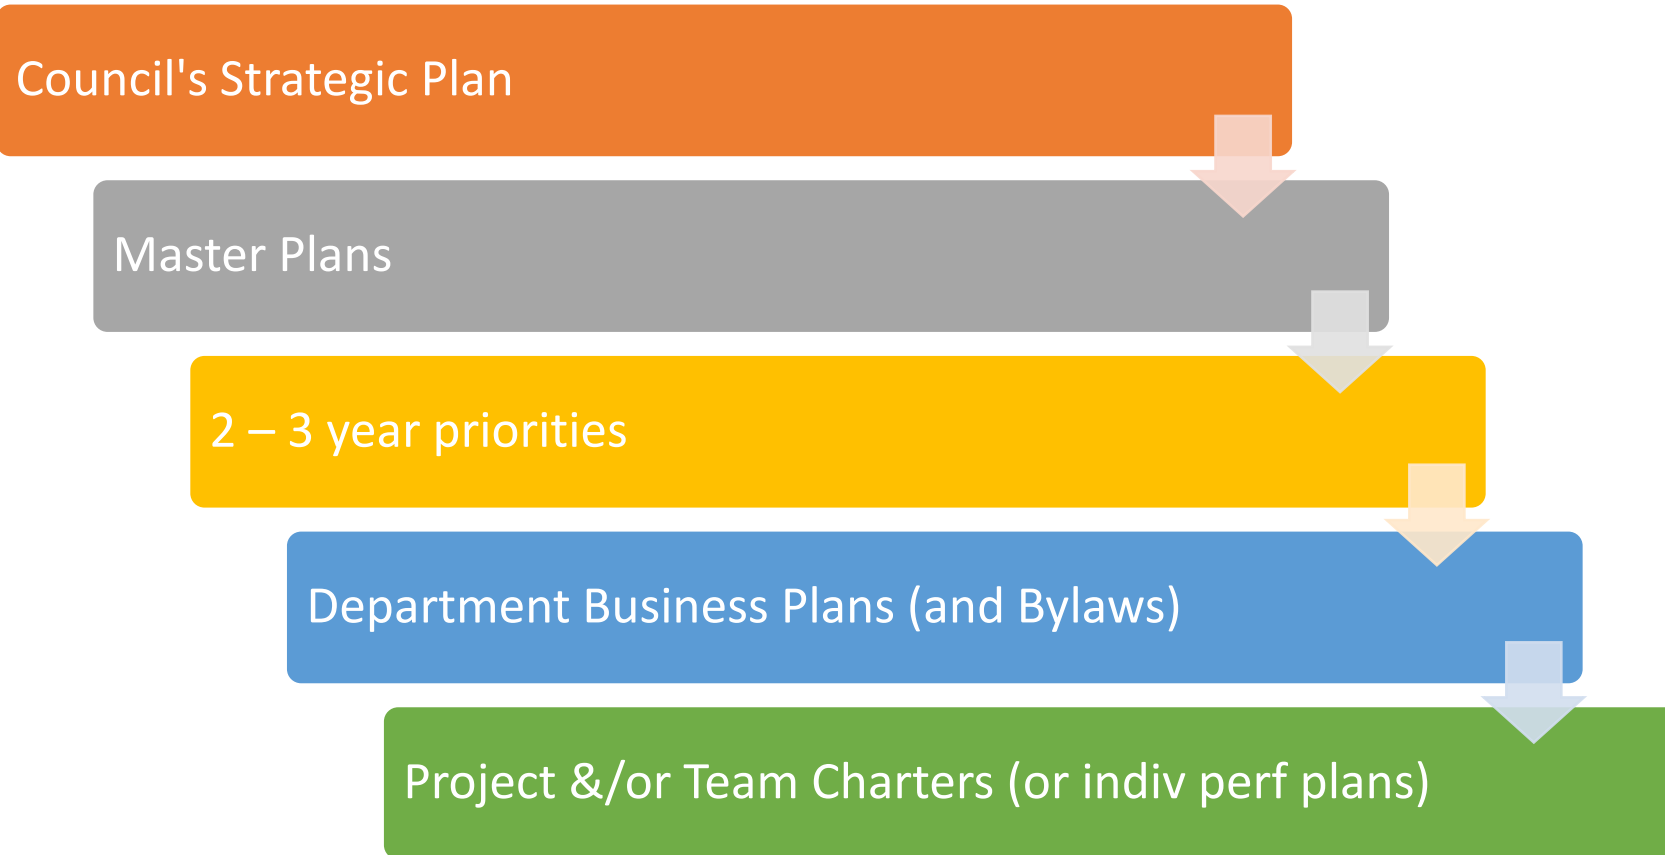 Council's Strategic Plan
Master Plans
2 – 3 year priorities
Department Business Plans (and Bylaws)
Project &/or Team Charters (or indiv perf plans)